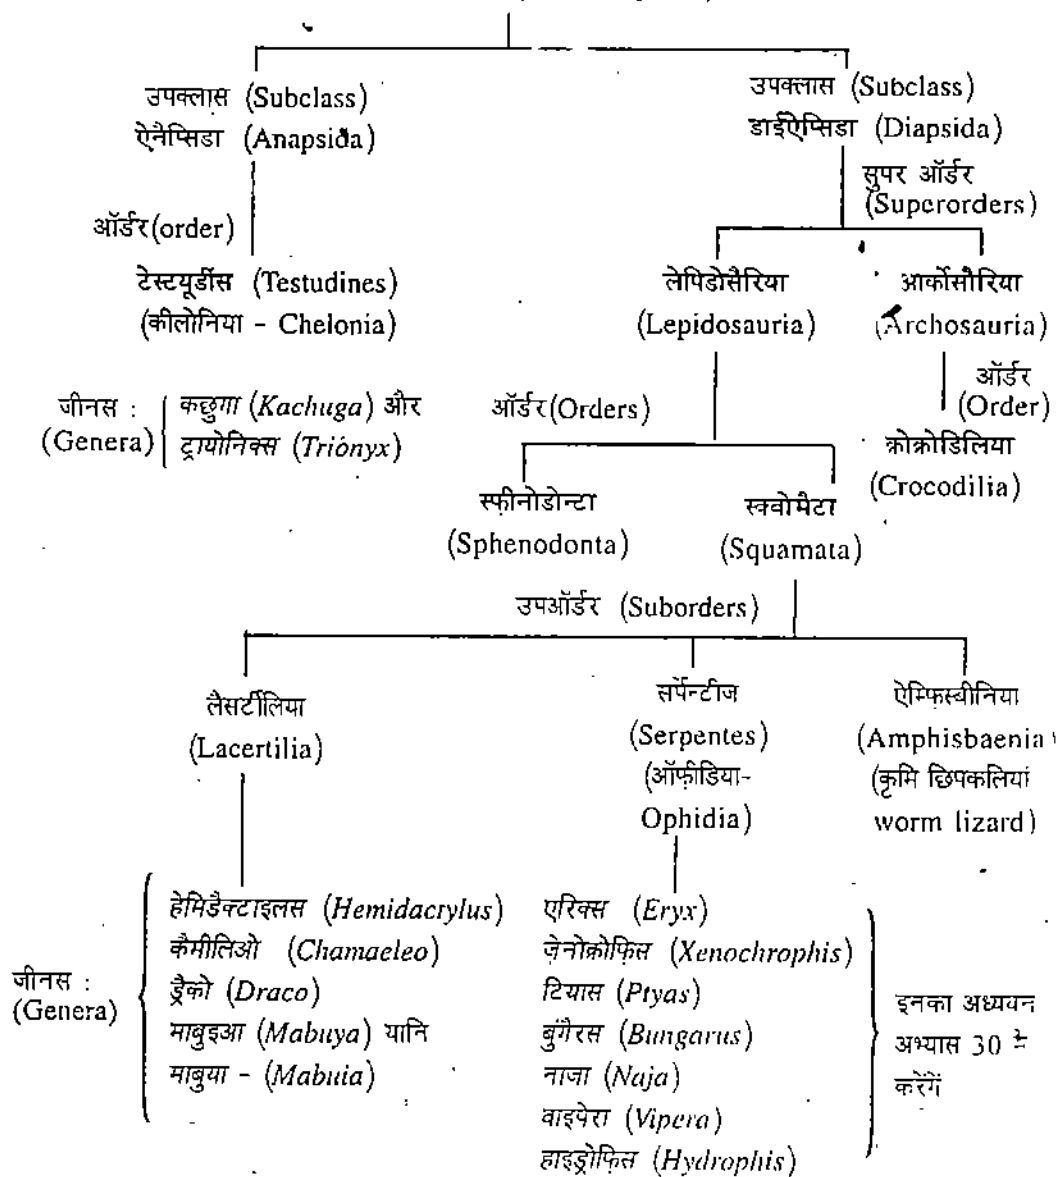 उपक्लास (Subclass)
ऐनैप्सिडा (Anapsida)
उपक्लास (Subclass)
डाईऐप्सिडा (Diapsida)
सुपर ऑर्डर
(Superorders)
ऑर्डर(order)
टेस्टयूडींस (Testudines)
(कीलोनिया - Chelonia)
लेपिडोसैरिया
(Lepidosauria)
आर्कोसौरिया
(Archosauria)
जीनस :
(Genera)
कछुगा (Kachuga) और
ट्रायोनिक्स (Trionyx)
ऑर्डर(Orders)
ऑर्डर
(Order)
क्रोक्रोडिलिया
(Crocodilia)
स्फ़ीनोडोन्टा
(Sphenodonta)
स्क्वोमैटा
(Squamata)
उपऑर्डर (Suborders)
लैसर्टीलिया
(Lacertilia)
सर्पेन्टीज
(Serpentes)
(ऑफ़ीडिया-
Ophidia)
ऐम्फिस्बीनिया
(Amphisbaenia
(कृमि छिपकलियां
worm lizard)
जीनस :
(Genera)
हेमिडैक्टाइलस (Hemidacrylus)
कैमीलिओ (Chamaeleo)
ड्रैको (Draco)
माबुइआ (Mabuya) यानि
माबुया - (Mabuia)
एरिक्स (Eryx)
ज़ेनोक्रोफ़िस (Xenochrophis)
टियास (Ptyas)
बुंगैरस (Bungarus)
नाजा (Naja)
वाइपेरा (Vipera)
हाइड्रोफ़िस (Hydrophis)
इनका अध्ययन
अभ्यास 30 में
करेंगें